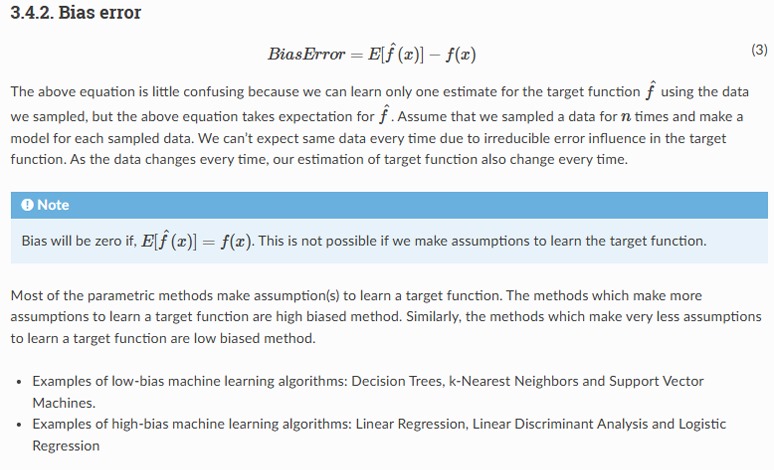 3.4.2. Bias error
BiasError = E[f̂(x)] − f(x) (3)
The above equation is little confusing because we can learn only one estimate for the target function f̂ using the data
we sampled, but the above equation takes expectation for f̂. Assume that we sampled a data for n times and make a
model for each sampled data. We can’t expect same data every time due to irreducible error influence in the target
function. As the data changes every time, our estimation of target function also change every time.
Note
Bias will be zero if, E[f̂(x)] = f(x). This is not possible if we make assumptions to learn the target function.
Most of the parametric methods make assumption(s) to learn a target function. The methods which make more
assumptions to learn a target function are high biased method. Similarly, the methods which make very less assumptions
to learn a target function are low biased method.
• Examples of low-bias machine learning algorithms: Decision Trees, k-Nearest Neighbors and Support Vector
Machines.
• Examples of high-bias machine learning algorithms: Linear Regression, Linear Discriminant Analysis and Logistic
Regression